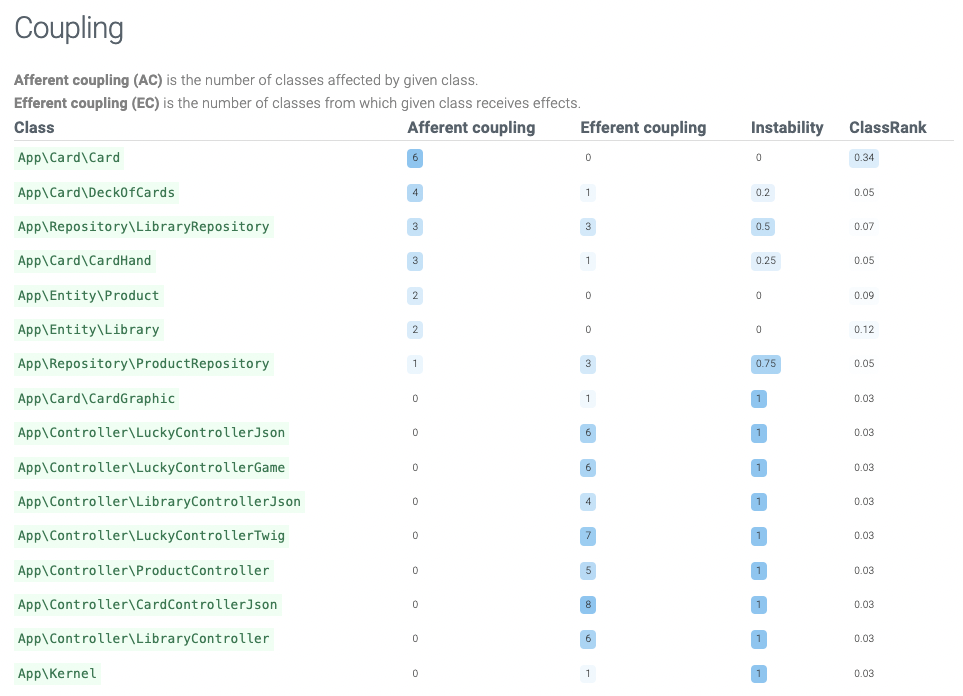 Coupling
Afferent coupling (AC) is the number of classes affected by given class.
Efferent coupling (EC) is the number of classes from which given class receives effects.
Class Afferent coupling Efferent coupling Instability ClassRank
App\Card\Card 6 0 0 0.34
App\Card\DeckOfCards 4 1 0.2 0.05
App\Repository\LibraryRepository 3 3 0.5 0.07
App\Card\CardHand 3 1 0.25 0.05
App\Entity\Product 2 0 0 0.09
App\Entity\Library 2 0 0 0.12
App\Repository\ProductRepository 1 3 0.75 0.05
App\Card\CardGraphic 0 1 1 0.03
App\Controller\LuckyControllerJson 0 6 1 0.03
App\Controller\LuckyControllerGame 0 6 1 0.03
App\Controller\LibraryControllerJson 0 4 1 0.03
App\Controller\LuckyControllerTwig 0 7 1 0.03
App\Controller\ProductController 0 5 1 0.03
App\Controller\CardControllerJson 0 8 1 0.03
App\Controller\LibraryController 0 6 1 0.03
App\Kernel 0 1 1 0.03